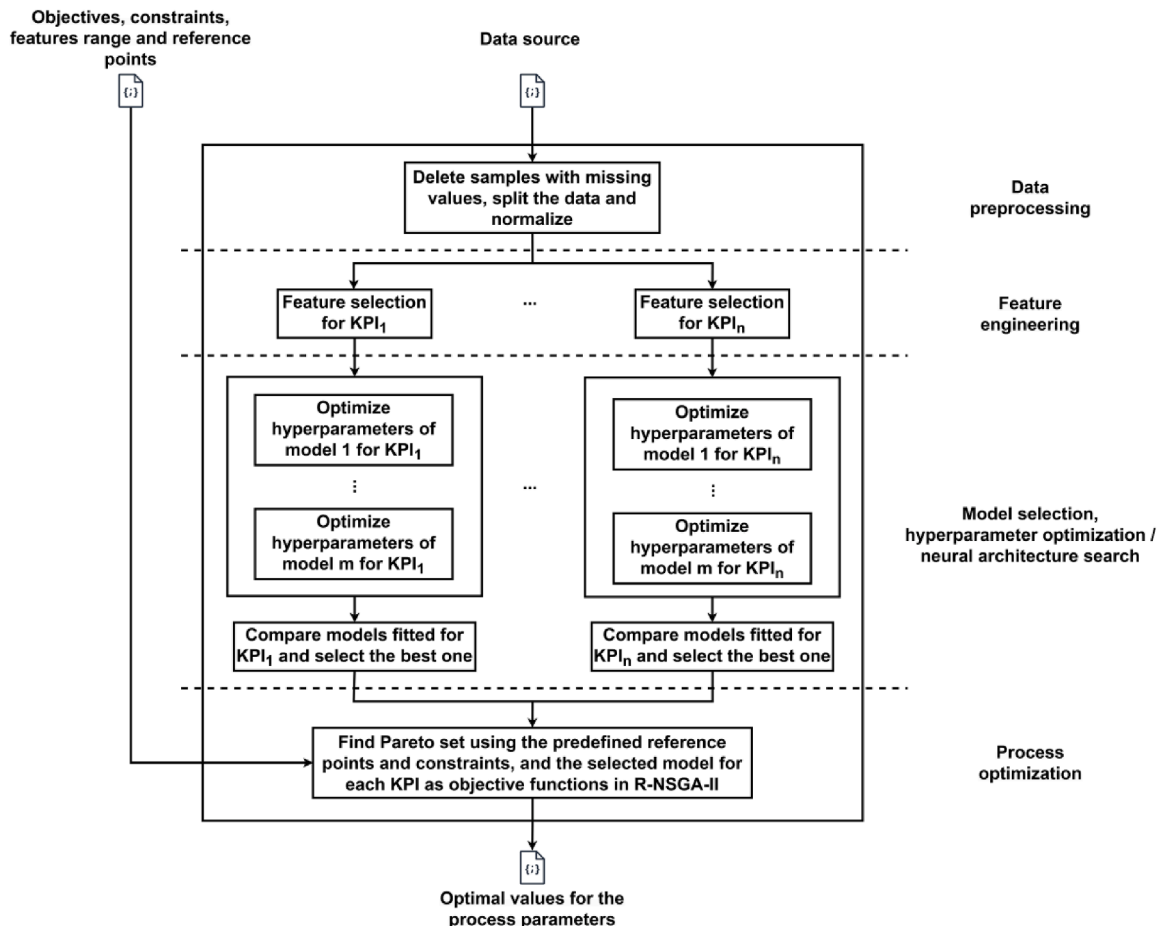 Objectives, constraints,
features range and reference
points
{;}
Data source
{;}
Delete samples with missing
values, split the data and
normalize
Data
preprocessing
Feature selection
for KPI₁
...
Feature selection
for KPIₙ
Feature
engineering
Optimize
hyperparameters of
model 1 for KPI₁
⋮
Optimize
hyperparameters of
model m for KPI₁
...
Optimize
hyperparameters of
model 1 for KPIₙ
⋮
Optimize
hyperparameters of
model m for KPIₙ
Model selection,
hyperparameter optimization /
neural architecture search
Compare models fitted for
KPI₁ and select the best one
Compare models fitted for
KPIₙ and select the best one
Find Pareto set using the predefined reference
points and constraints, and the selected model for
each KPI as objective functions in R-NSGA-II
Process
optimization
{;}
Optimal values for the
process parameters